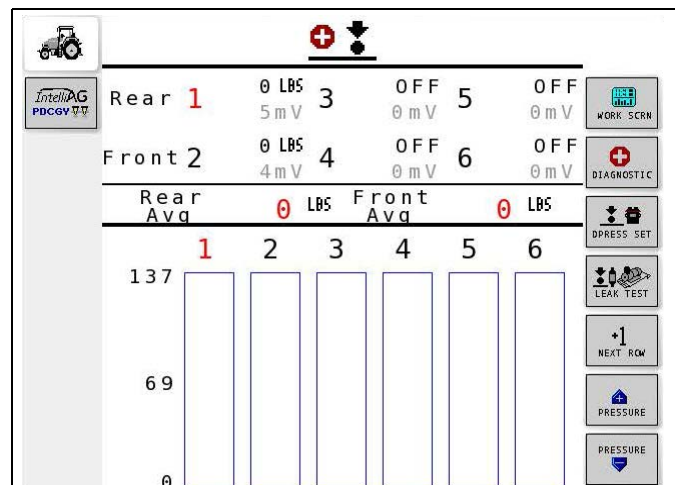 IntelliAG
PDCGY
Rear 1 0 LBS 3 OFF 5 OFF
5mV 0mV 0mV
Front 2 0 LBS 4 OFF 6 OFF
4mV 0mV 0mV
Rear Avg 0 LBS Front Avg 0 LBS
1 2 3 4 5 6
137
69
0
WORK SCRN
DIAGNOSTIC
DPRESS SET
LEAK TEST
+1
NEXT ROW
PRESSURE
PRESSURE